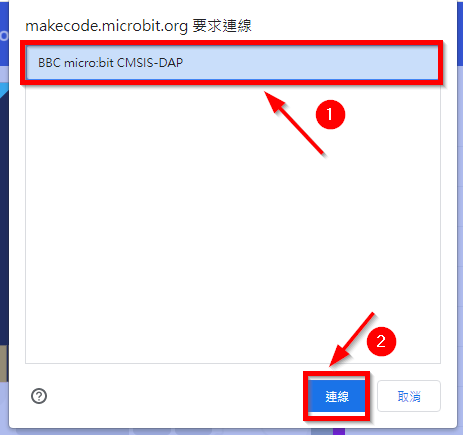 makecode.microbit.org 要求連線
BBC micro:bit CMSIS-DAP
1
2
連線
取消